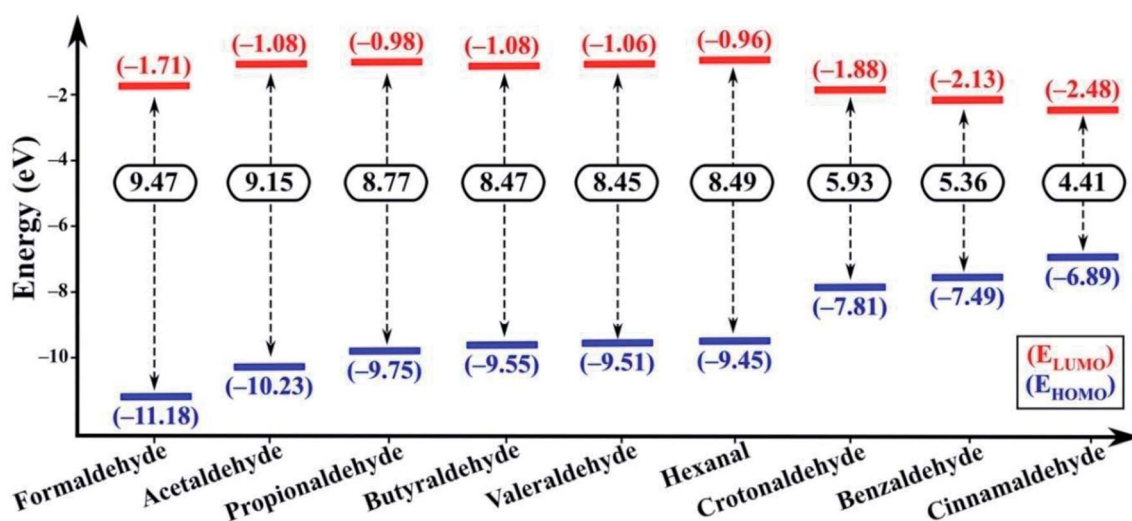 (−1.71) (−1.08) (−0.98) (−1.08) (−1.06) (−0.96) (−1.88) (−2.13) (−2.48)
9.47 9.15 8.77 8.47 8.45 8.49 5.93 5.36 4.41
(−11.18) (−10.23) (−9.75) (−9.55) (−9.51) (−9.45) (−7.81) (−7.49) (−6.89)
Energy (eV)
−2
−4
−6
−8
−10
(E_LUMO)
(E_HOMO)
Formaldehyde
Acetaldehyde
Propionaldehyde
Butyraldehyde
Valeraldehyde
Hexanal
Crotonaldehyde
Benzaldehyde
Cinnamaldehyde